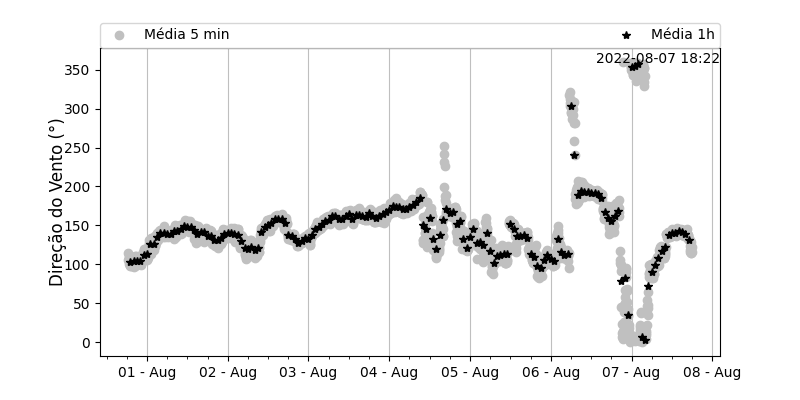 Média 5 min
Média 1h
2022-08-07 18:22
Direção do Vento (°)
350
300
250
200
150
100
50
0
01 - Aug
02 - Aug
03 - Aug
04 - Aug
05 - Aug
06 - Aug
07 - Aug
08 - Aug